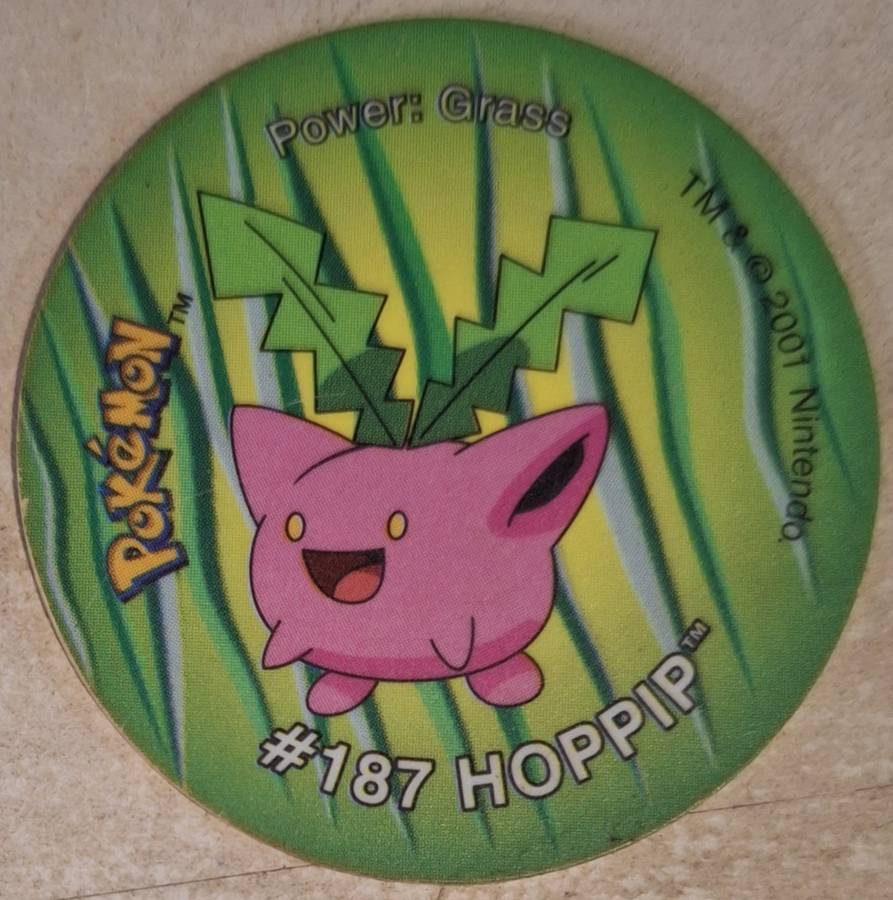 Power: Grass
TM & © 2001 Nintendo.
POKéMON™
#187 HOPPIP™